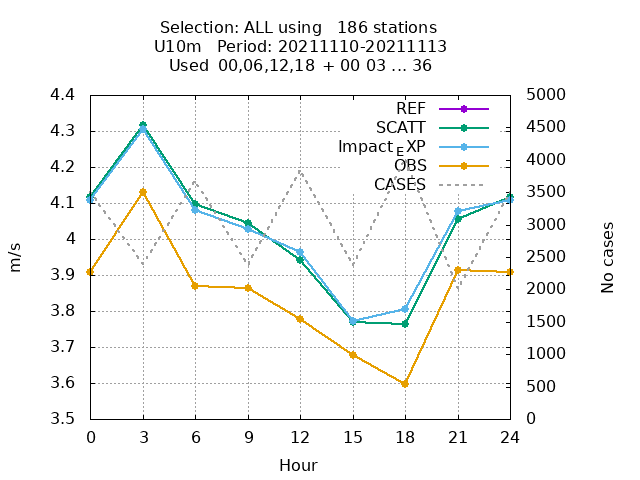 Selection: ALL using   186 stations
U10m   Period: 20211110-20211113
Used  00,06,12,18 + 00 03 ... 36
4.4
4.3
4.2
4.1
4
3.9
3.8
3.7
3.6
3.5
m/s
5000
4500
4000
3500
3000
2500
2000
1500
1000
500
0
No cases
REF
SCATT
Impact_EXP
OBS
CASES
0 3 6 9 12 15 18 21 24
Hour